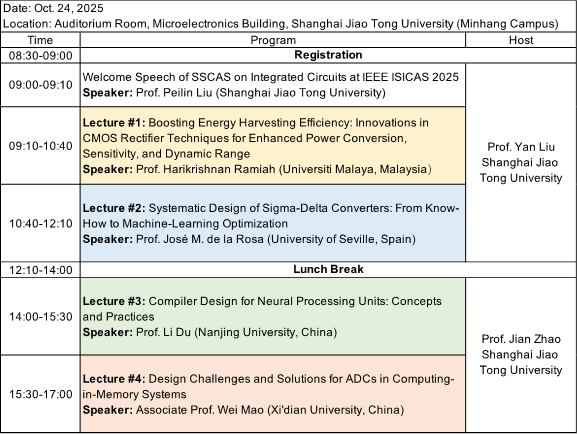 Date: Oct. 24, 2025
Location: Auditorium Room, Microelectronics Building, Shanghai Jiao Tong University (Minhang Campus)
Time Program Host
08:30-09:00 Registration
09:00-09:10
Welcome Speech of SSCAS on Integrated Circuits at IEEE ISICAS 2025
Speaker: Prof. Peilin Liu (Shanghai Jiao Tong University)
09:10-10:40
Lecture #1: Boosting Energy Harvesting Efficiency: Innovations in
CMOS Rectifier Techniques for Enhanced Power Conversion,
Sensitivity, and Dynamic Range
Speaker: Prof. Harikrishnan Ramiah (Universiti Malaya, Malaysia)
10:40-12:10
Lecture #2: Systematic Design of Sigma-Delta Converters: From Know-
How to Machine-Learning Optimization
Speaker: Prof. José M. de la Rosa (University of Seville, Spain)
Prof. Yan Liu
Shanghai Jiao
Tong University
12:10-14:00 Lunch Break
14:00-15:30
Lecture #3: Compiler Design for Neural Processing Units: Concepts
and Practices
Speaker: Prof. Li Du (Nanjing University, China)
15:30-17:00
Lecture #4: Design Challenges and Solutions for ADCs in Computing-
in-Memory Systems
Speaker: Associate Prof. Wei Mao (Xi'dian University, China)
Prof. Jian Zhao
Shanghai Jiao
Tong University